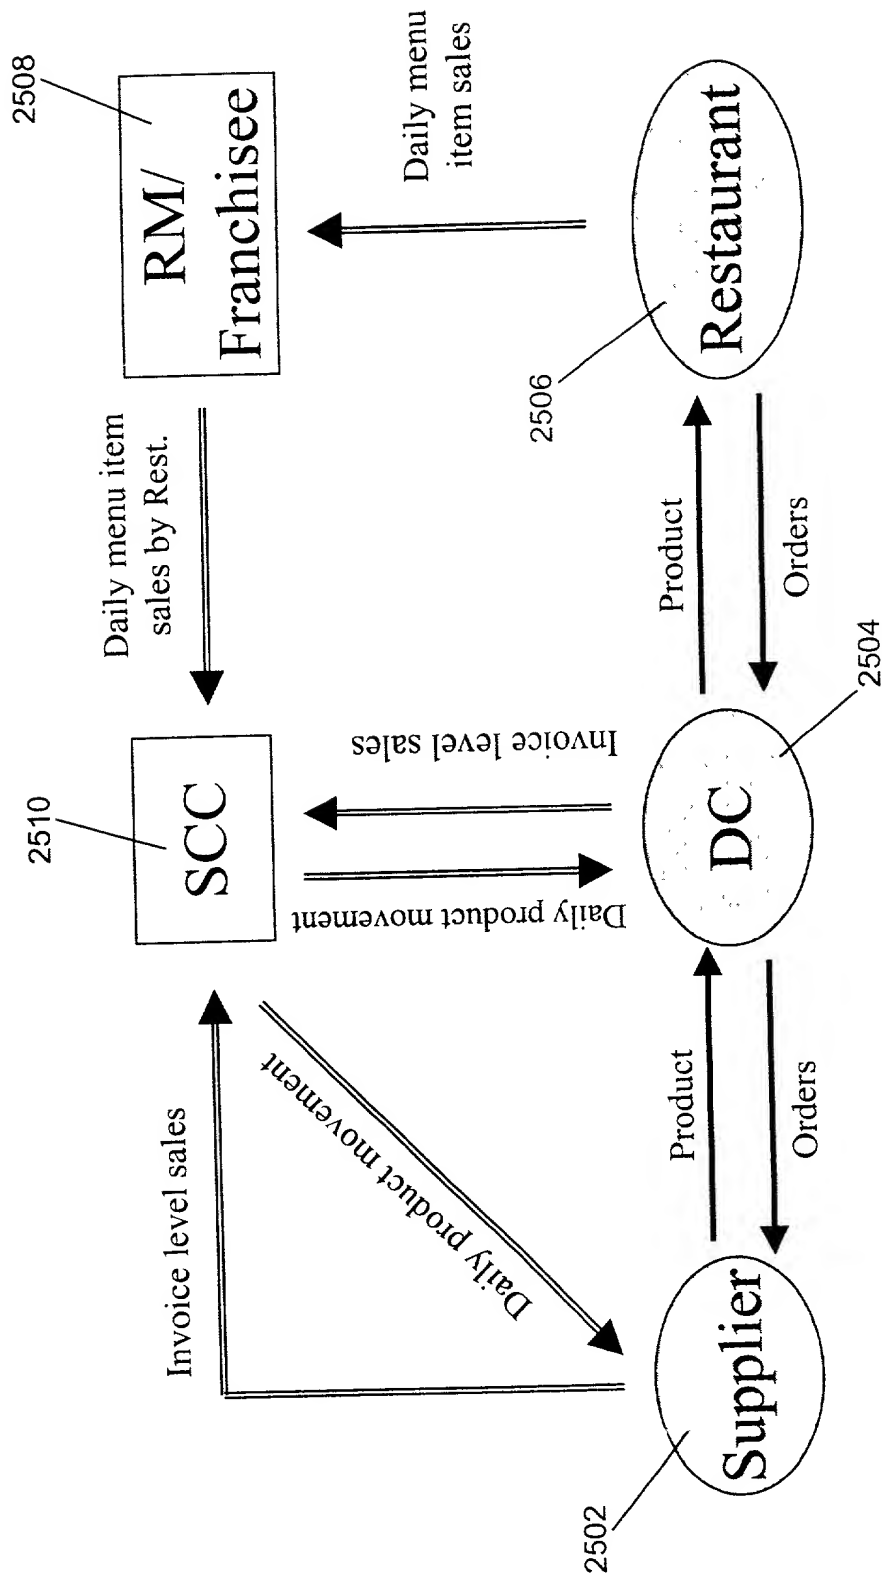 2510
SCC
Daily menu item
sales by Rest.
2508
RM/
Franchisee
Invoice level sales
Daily product movement
Daily product movement
Invoice level sales
Daily menu
item sales
2502
Supplier
Product
Orders
DC
2504
Product
Orders
2506
Restaurant